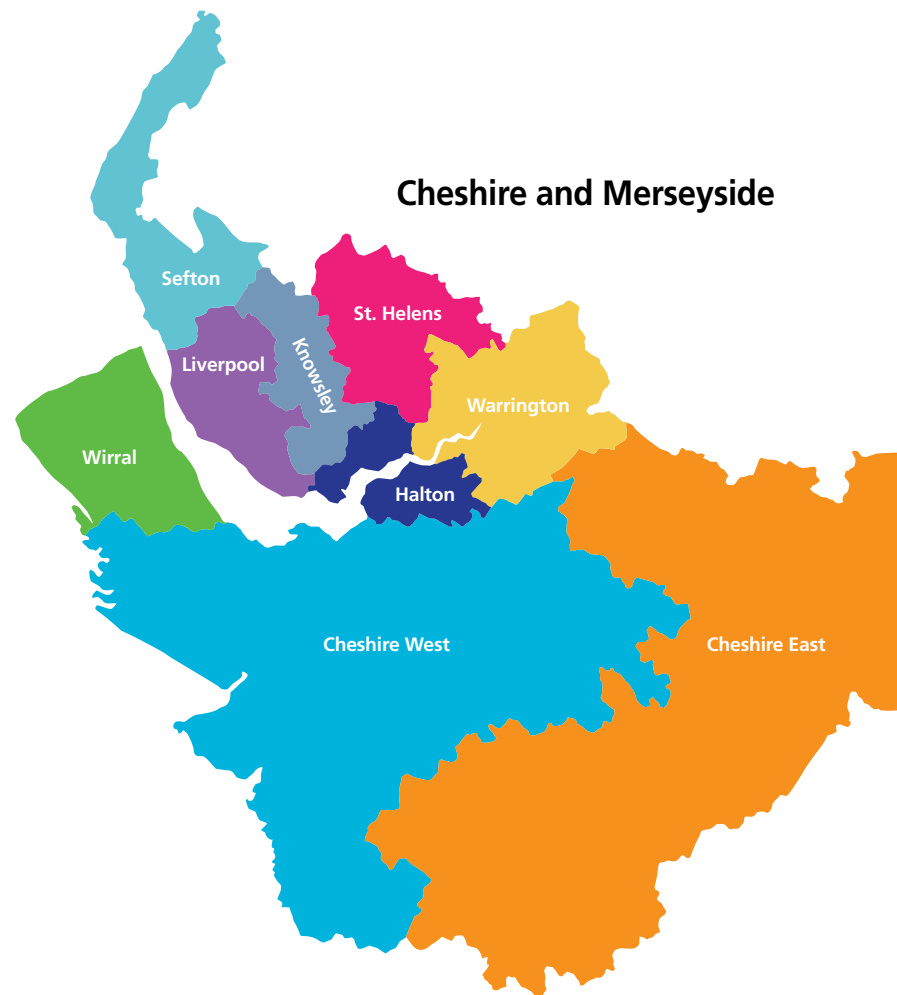 Cheshire and Merseyside
Sefton
St. Helens
Liverpool
Knowsley
Warrington
Wirral
Halton
Cheshire West
Cheshire East